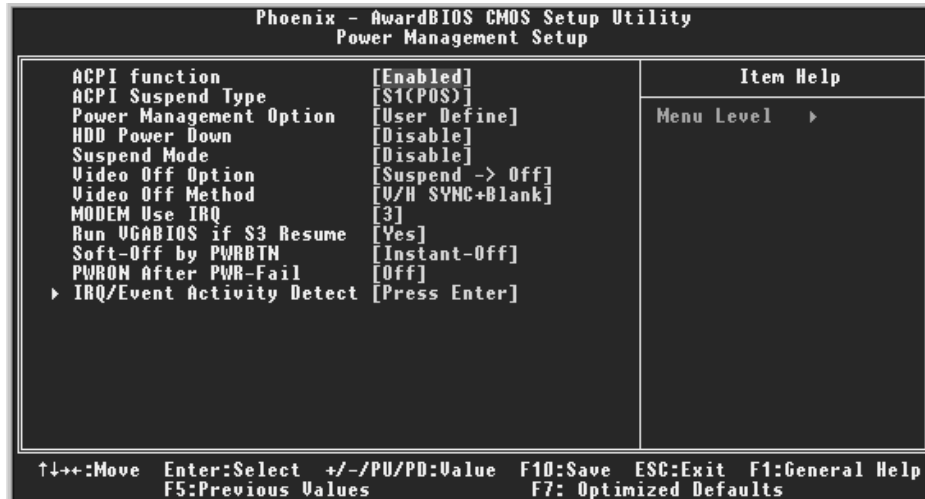 Phoenix - AwardBIOS CMOS Setup Utility
Power Management Setup
ACPI function [Enabled]
ACPI Suspend Type [S1(POS)]
Power Management Option [User Define]
HDD Power Down [Disable]
Suspend Mode [Disable]
Video Off Option [Suspend -> Off]
Video Off Method [V/H SYNC+Blank]
MODEM Use IRQ [3]
Run VGABIOS if S3 Resume [Yes]
Soft-Off by PWRBTN [Instant-Off]
PWRON After PWR-Fail [Off]
▸ IRQ/Event Activity Detect [Press Enter]
Item Help
Menu Level ▸
↑↓→←:Move Enter:Select +/-/PU/PD:Value F10:Save ESC:Exit F1:General Help
F5:Previous Values F7: Optimized Defaults